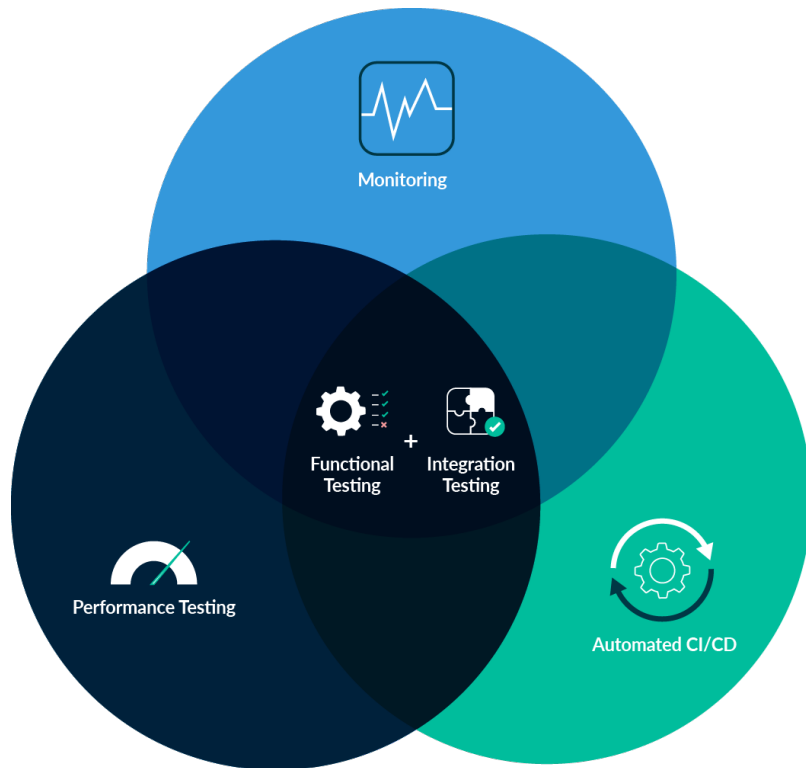 Monitoring
+
Functional
Testing
Integration
Testing
Performance Testing
Automated CI/CD